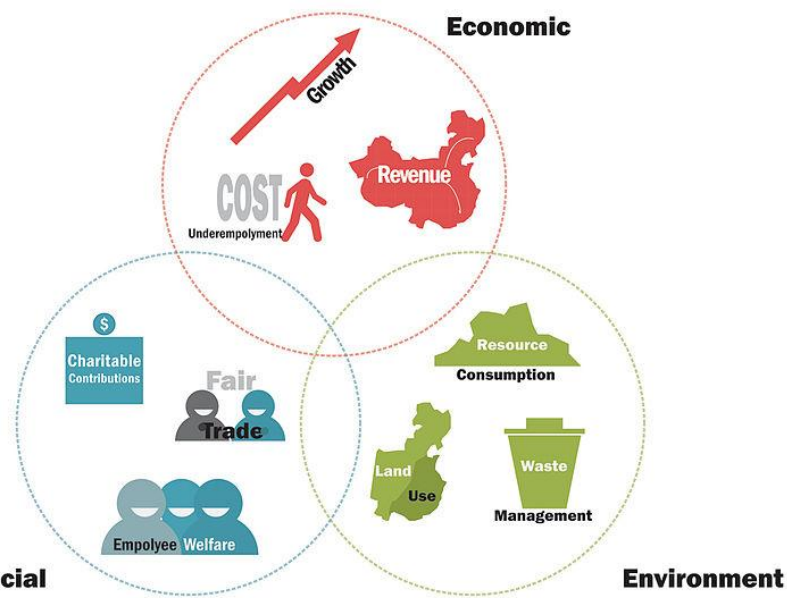 Economic
Growth
Revenue
COST
Underempolyment
$
Charitable
Contributions
Fair
Trade
Empolyee Welfare
cial
Resource
Consumption
Land
Use
Waste
Management
Environment